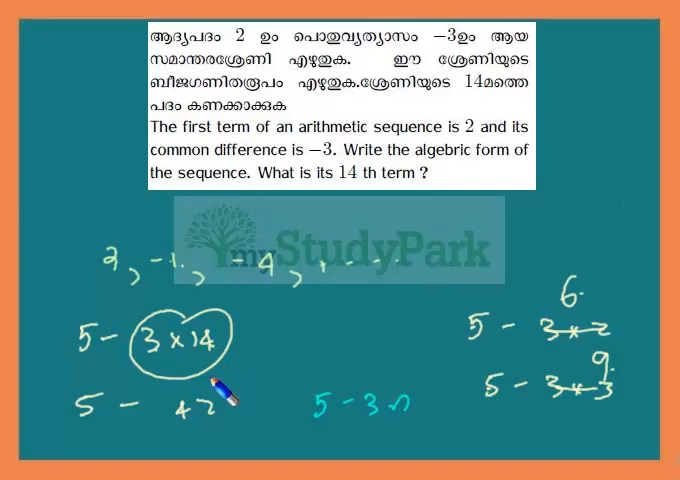 ആദ്യപദം 2 ഉം പൊതുവ്യത്യാസം −3ഉം ആയ
സമാന്തരശ്രേണി എഴുതുക. ഈ ശ്രേണിയുടെ
ബീജഗണിതരൂപം എഴുതുക.ശ്രേണിയുടെ 14മത്തെ
പദം കണക്കാക്കുക
The first term of an arithmetic sequence is 2 and its
common difference is −3. Write the algebric form of
the sequence. What is its 14 th term ?
myStudyPark
2, -1, -4, ....
6
5 - 3 × 14
5 - 3 × 2
9
5 - 3 × 3
5 - 42
5 - 3n